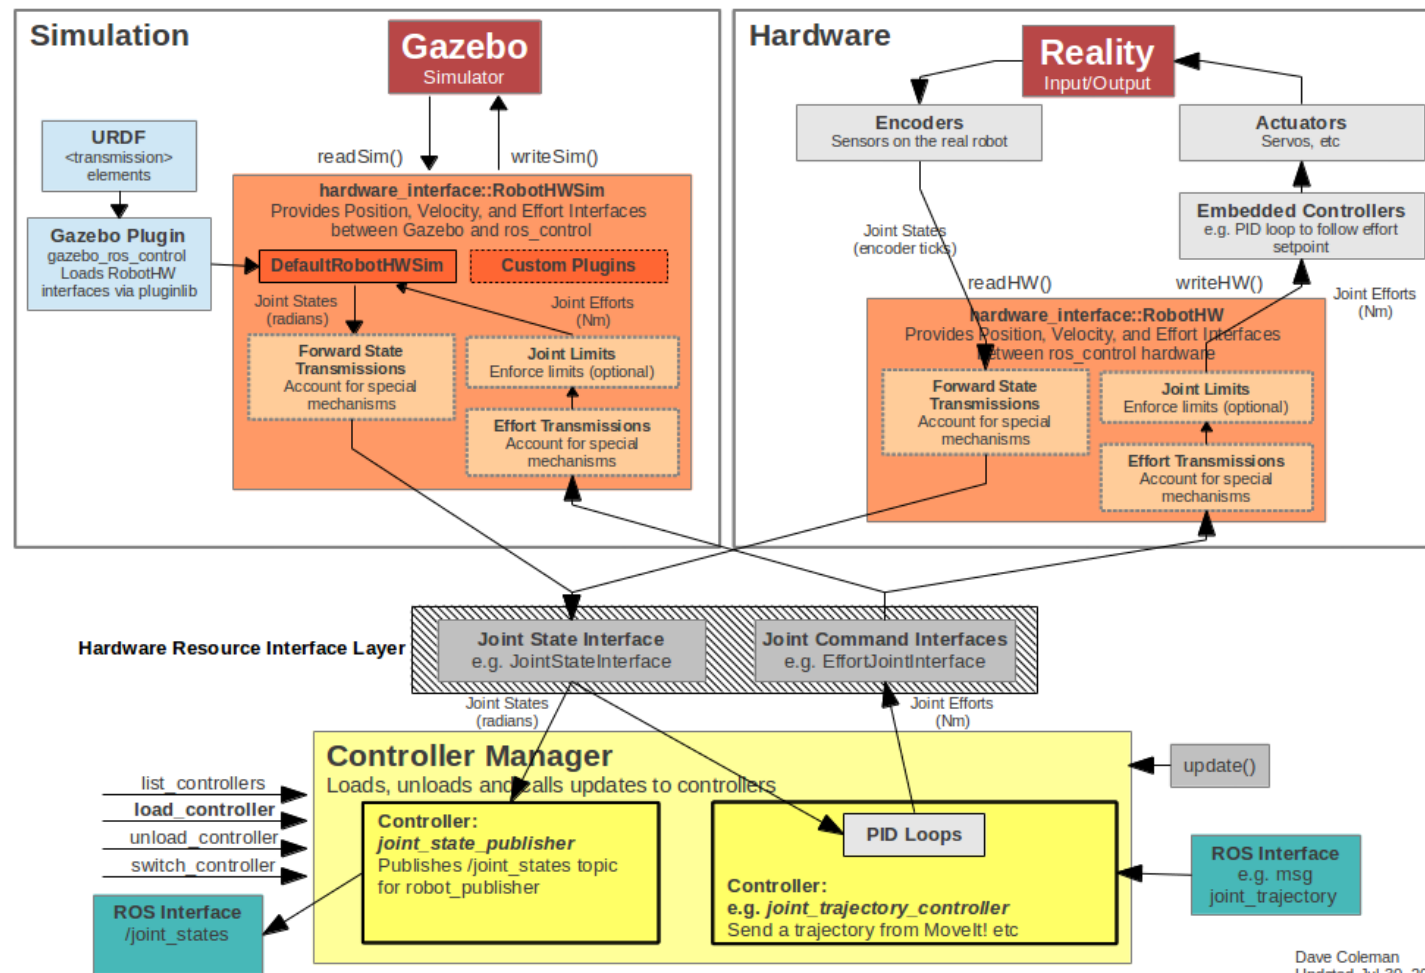 Simulation
Gazebo
Simulator
URDF
<transmission>
elements
readSim()
writeSim()
Gazebo Plugin
gazebo_ros_control
Loads RobotHW
interfaces via pluginlib
hardware_interface::RobotHWSim
Provides Position, Velocity, and Effort Interfaces
between Gazebo and ros_control
DefaultRobotHWSim
Custom Plugins
Joint States
(radians)
Joint Efforts
(Nm)
Forward State
Transmissions
Account for special
mechanisms
Joint Limits
Enforce limits (optional)
Effort Transmissions
Account for special
mechanisms
Hardware
Reality
Input/Output
Encoders
Sensors on the real robot
Actuators
Servos, etc
Embedded Controllers
e.g. PID loop to follow effort
setpoint
Joint States
(encoder ticks)
readHW()
writeHW()
Joint Efforts
(Nm)
hardware_interface::RobotHW
Provides Position, Velocity, and Effort Interfaces
between ros_control hardware
Forward State
Transmissions
Account for special
mechanisms
Joint Limits
Enforce limits (optional)
Effort Transmissions
Account for special
mechanisms
Hardware Resource Interface Layer
Joint State Interface
e.g. JointStateInterface
Joint Command Interfaces
e.g. EffortJointInterface
Joint States
(radians)
Joint Efforts
(Nm)
Controller Manager
Loads, unloads and calls updates to controllers
list_controllers
load_controller
unload_controller
switch_controller
update()
Controller:
joint_state_publisher
Publishes /joint_states topic
for robot_publisher
PID Loops
Controller:
e.g. joint_trajectory_controller
Send a trajectory from MoveIt! etc
ROS Interface
/joint_states
ROS Interface
e.g. msg
joint_trajectory
Dave Coleman
Updated Jul 30, 20